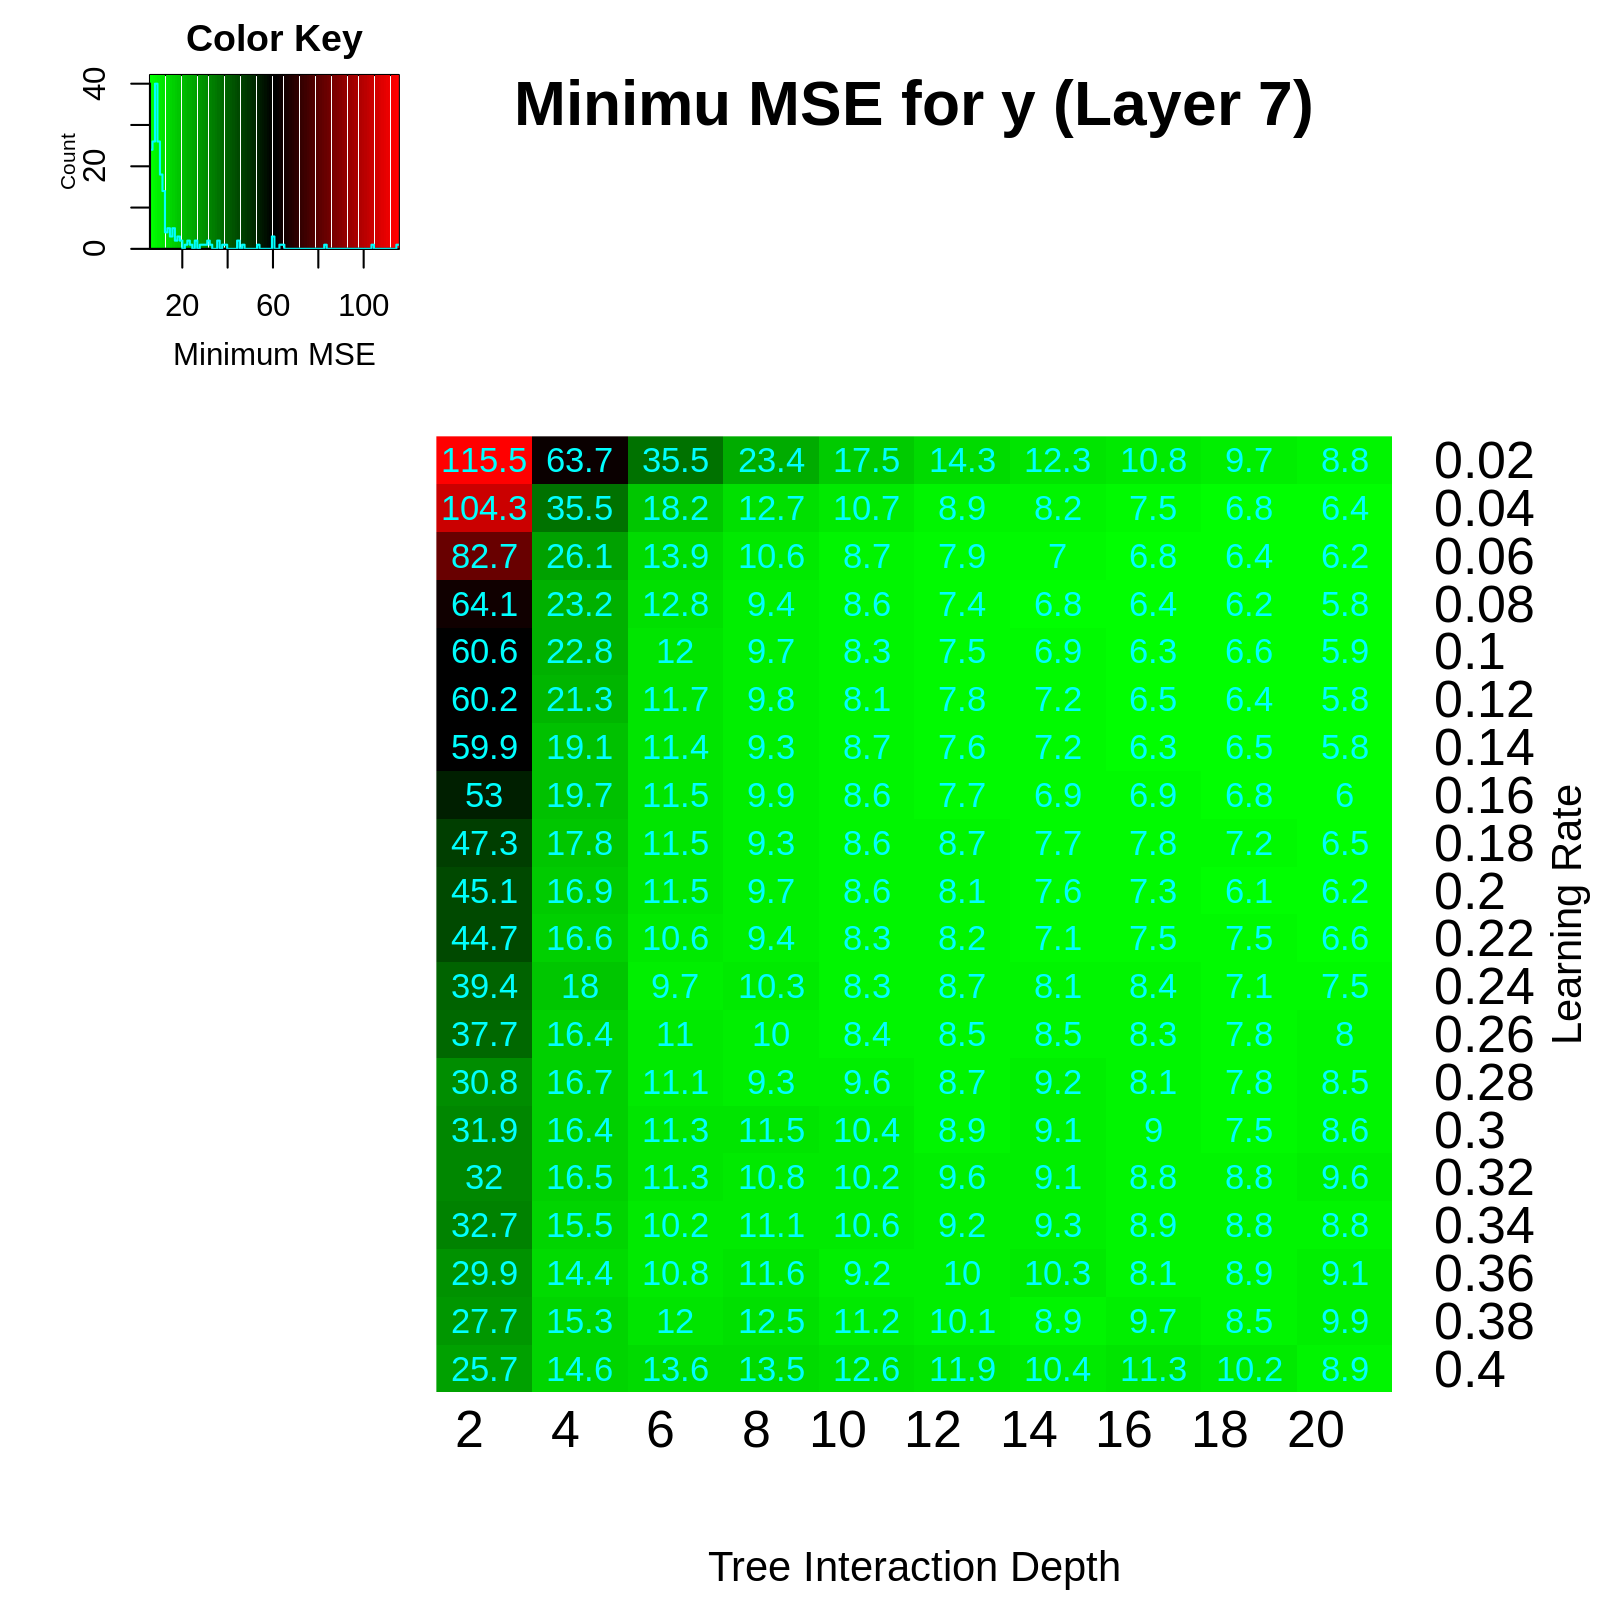 Color Key
Minimu MSE for y (Layer 7)
Count
0 20 40
20 60 100
Minimum MSE
115.5 63.7 35.5 23.4 17.5 14.3 12.3 10.8 9.7 8.8 0.02
104.3 35.5 18.2 12.7 10.7 8.9 8.2 7.5 6.8 6.4 0.04
82.7 26.1 13.9 10.6 8.7 7.9 7 6.8 6.4 6.2 0.06
64.1 23.2 12.8 9.4 8.6 7.4 6.8 6.4 6.2 5.8 0.08
60.6 22.8 12 9.7 8.3 7.5 6.9 6.3 6.6 5.9 0.1
60.2 21.3 11.7 9.8 8.1 7.8 7.2 6.5 6.4 5.8 0.12
59.9 19.1 11.4 9.3 8.7 7.6 7.2 6.3 6.5 5.8 0.14
53 19.7 11.5 9.9 8.6 7.7 6.9 6.9 6.8 6 0.16
47.3 17.8 11.5 9.3 8.6 8.7 7.7 7.8 7.2 6.5 0.18
45.1 16.9 11.5 9.7 8.6 8.1 7.6 7.3 6.1 6.2 0.2
44.7 16.6 10.6 9.4 8.3 8.2 7.1 7.5 7.5 6.6 0.22
39.4 18 9.7 10.3 8.3 8.7 8.1 8.4 7.1 7.5 0.24
37.7 16.4 11 10 8.4 8.5 8.5 8.3 7.8 8 0.26
30.8 16.7 11.1 9.3 9.6 8.7 9.2 8.1 7.8 8.5 0.28
31.9 16.4 11.3 11.5 10.4 8.9 9.1 9 7.5 8.6 0.3
32 16.5 11.3 10.8 10.2 9.6 9.1 8.8 8.8 9.6 0.32
32.7 15.5 10.2 11.1 10.6 9.2 9.3 8.9 8.8 8.8 0.34
29.9 14.4 10.8 11.6 9.2 10 10.3 8.1 8.9 9.1 0.36
27.7 15.3 12 12.5 11.2 10.1 8.9 9.7 8.5 9.9 0.38
25.7 14.6 13.6 13.5 12.6 11.9 10.4 11.3 10.2 8.9 0.4
Learning Rate
2 4 6 8 10 12 14 16 18 20
Tree Interaction Depth